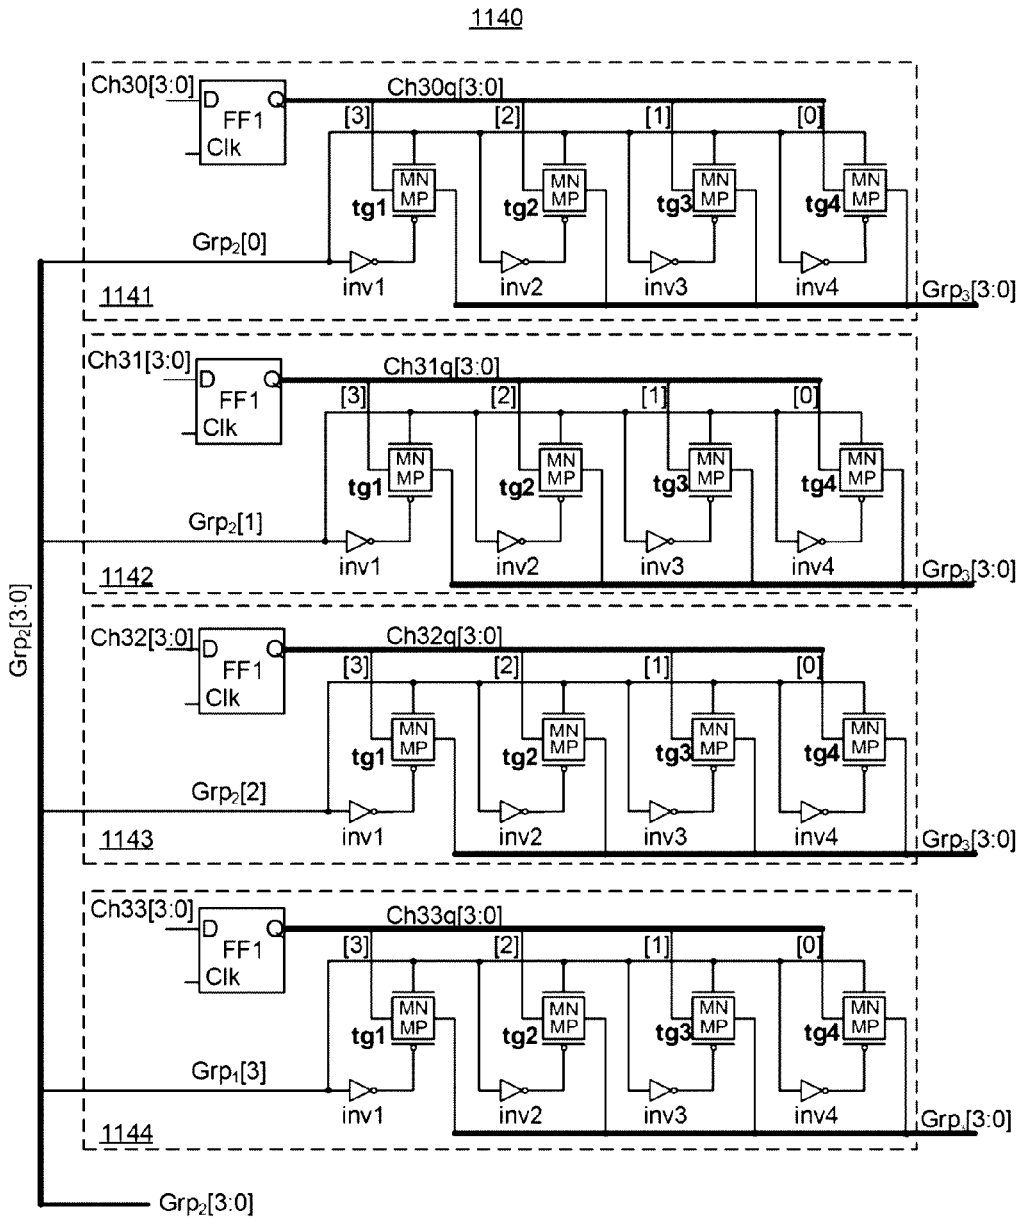 1140
Ch30[3:0]
D
Q
FF1
Clk
Ch30q[3:0]
[3]
[2]
[1]
[0]
MN
MP
tg1
MN
MP
tg2
MN
MP
tg3
MN
MP
tg4
Grp₂[0]
inv1
inv2
inv3
inv4
1141
Grp₃[3:0]
Ch31[3:0]
D
Q
FF1
Clk
Ch31q[3:0]
[3]
[2]
[1]
[0]
MN
MP
tg1
MN
MP
tg2
MN
MP
tg3
MN
MP
tg4
Grp₂[1]
inv1
inv2
inv3
inv4
1142
Grp₃[3:0]
Grp₂[3:0]
Ch32[3:0]
D
Q
FF1
Clk
Ch32q[3:0]
[3]
[2]
[1]
[0]
MN
MP
tg1
MN
MP
tg2
MN
MP
tg3
MN
MP
tg4
Grp₂[2]
inv1
inv2
inv3
inv4
1143
Grp₃[3:0]
Ch33[3:0]
D
Q
FF1
Clk
Ch33q[3:0]
[3]
[2]
[1]
[0]
MN
MP
tg1
MN
MP
tg2
MN
MP
tg3
MN
MP
tg4
Grp₁[3]
inv1
inv2
inv3
inv4
1144
Grp₃[3:0]
Grp₂[3:0]